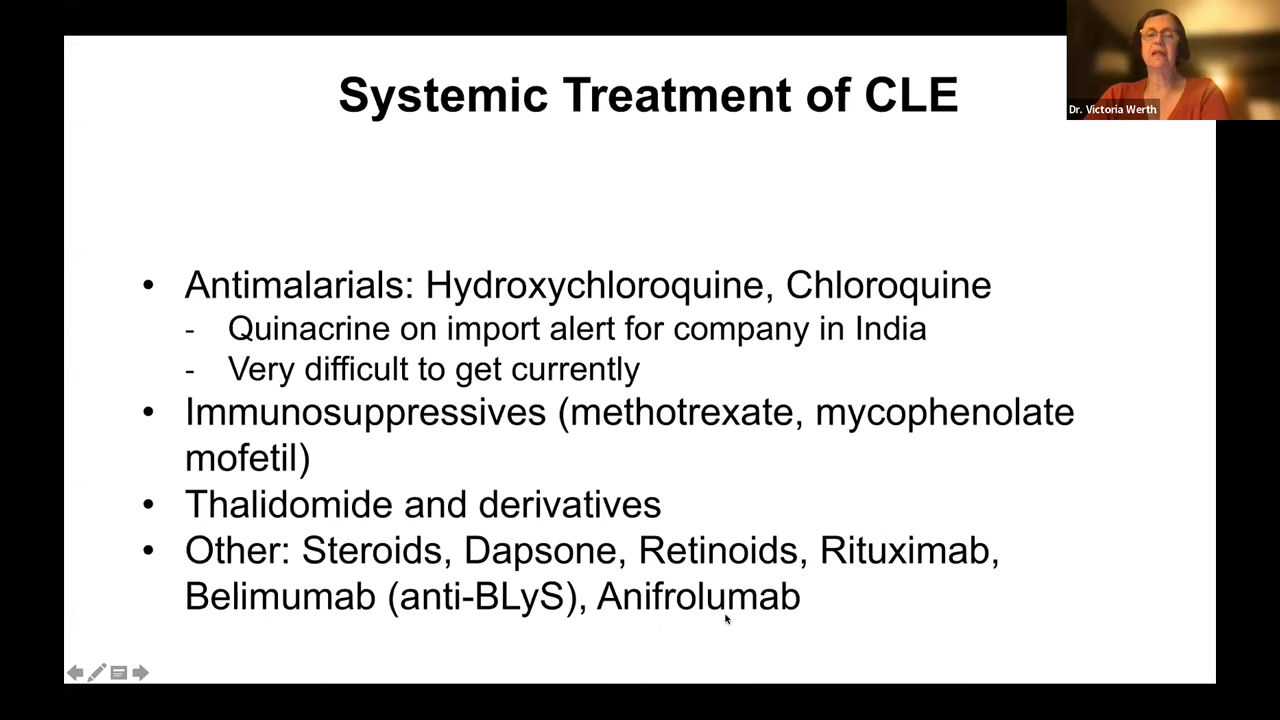 Systemic Treatment of CLE
Dr. Victoria Werth
• Antimalarials: Hydroxychloroquine, Chloroquine
- Quinacrine on import alert for company in India
- Very difficult to get currently
• Immunosuppressives (methotrexate, mycophenolate
mofetil)
• Thalidomide and derivatives
• Other: Steroids, Dapsone, Retinoids, Rituximab,
Belimumab (anti-BLyS), Anifrolumab